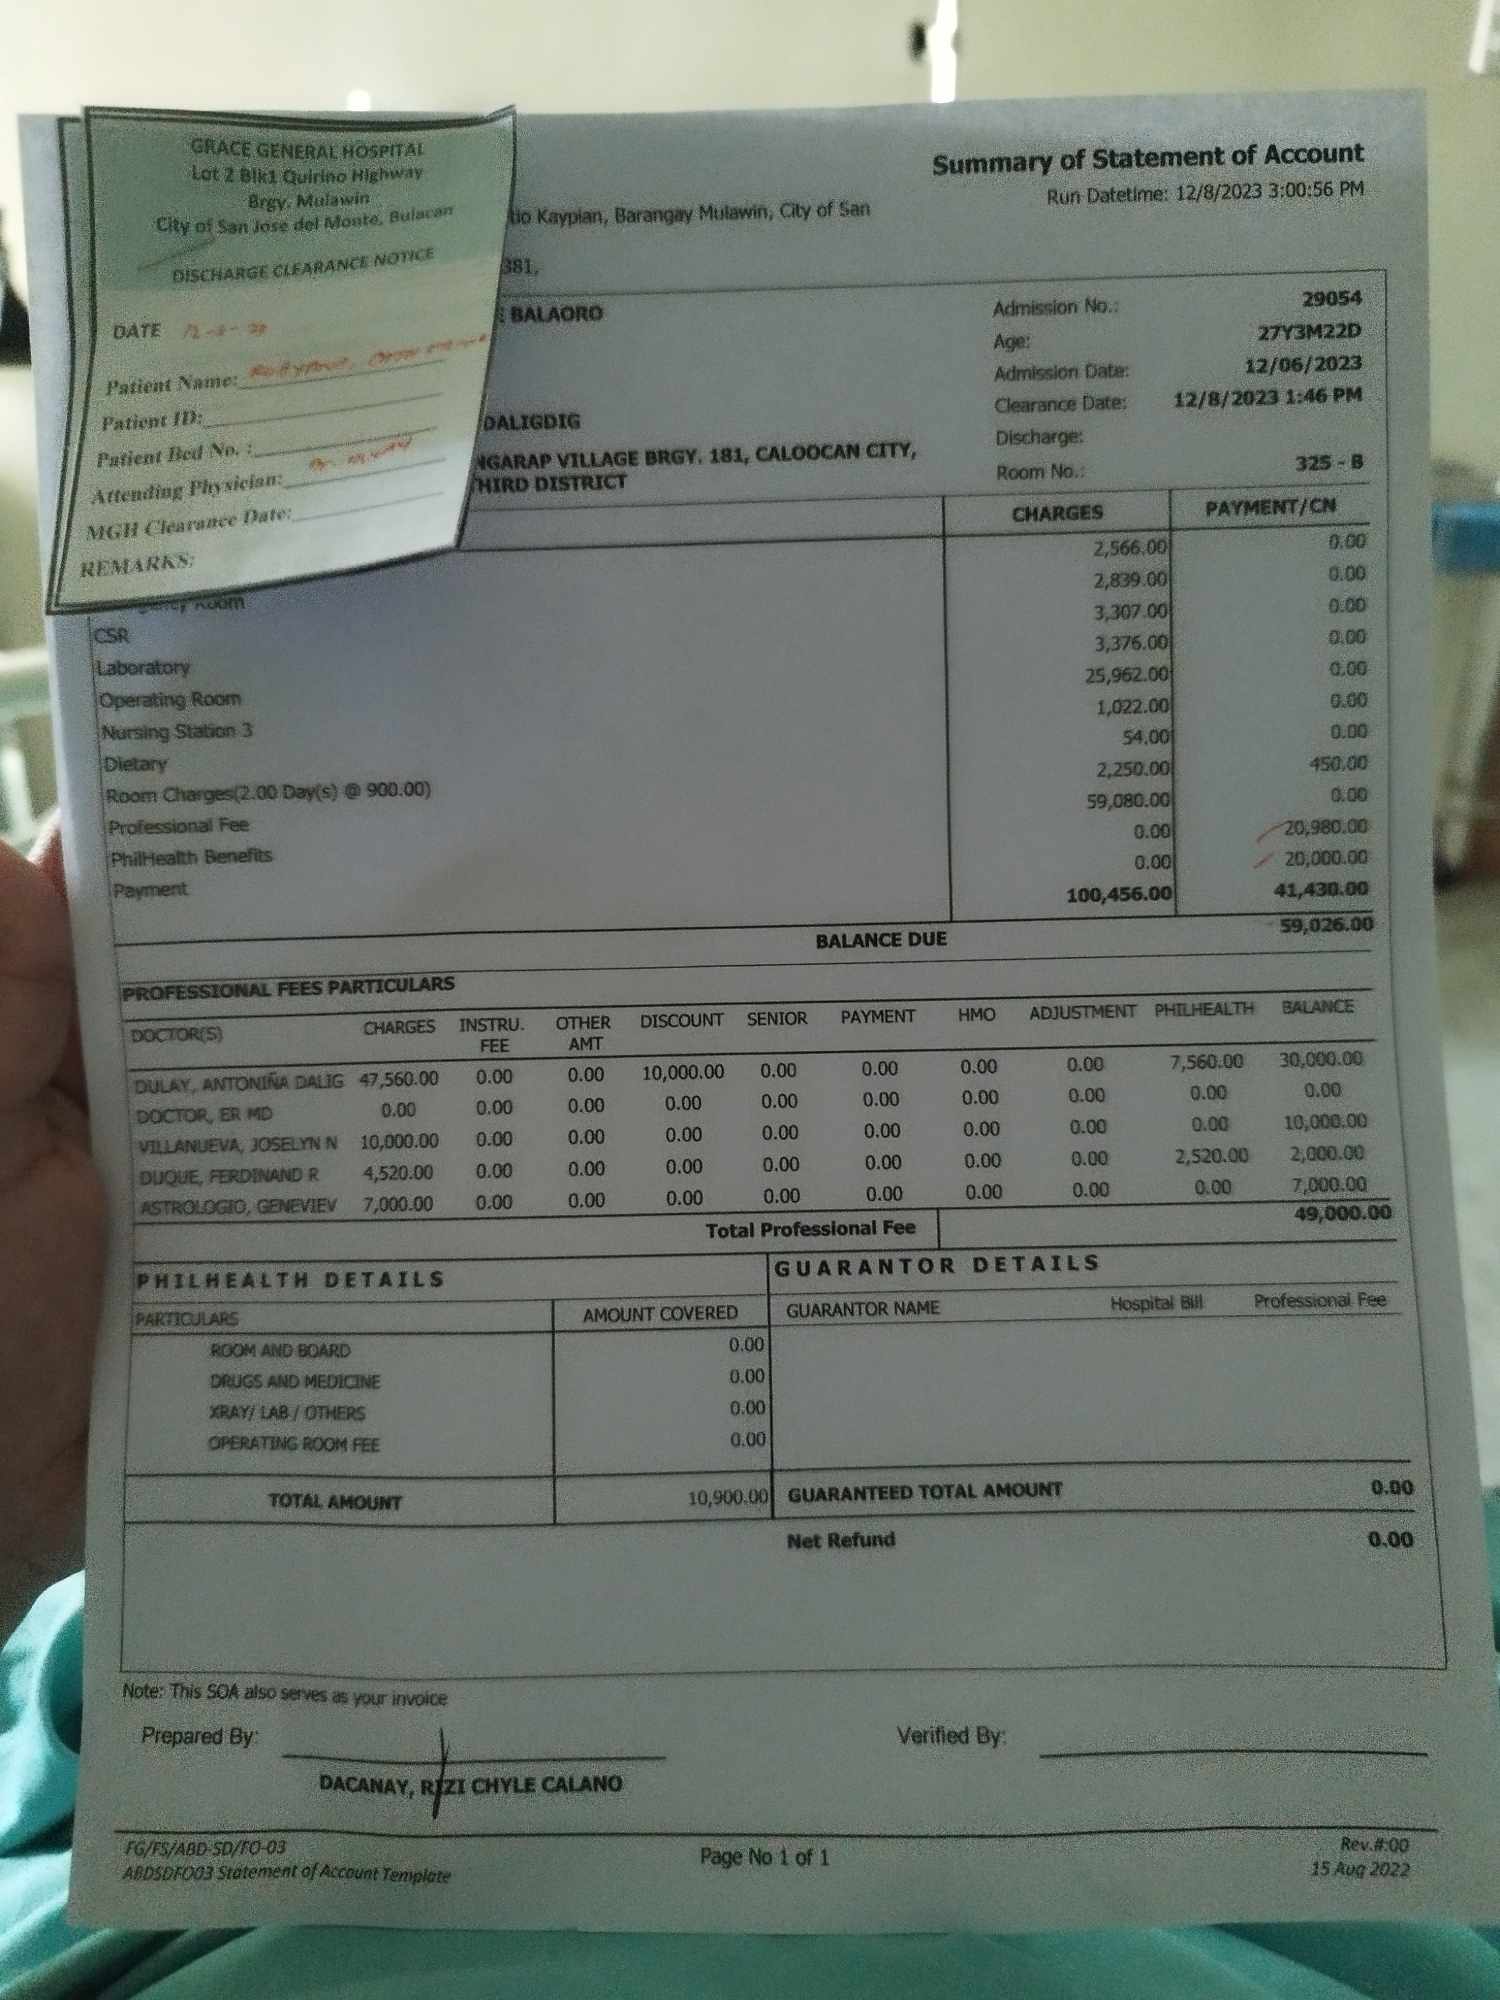 GRACE GENERAL HOSPITAL
Lot 2 Blk1 Quirino Highway
Brgy. Mulawin
City of San Jose del Monte, Bulacan
DISCHARGE CLEARANCE NOTICE
DATE
Patient Name:
Patient ID:
Patient Bed No. :
Attending Physician:
MGH Clearance Date:
REMARKS:
Summary of Statement of Account
Run Datetime: 12/8/2023 3:00:56 PM
Kaypian, Barangay Mulawin, City of San
381,
BALAORO
DALIGDIG
NGARAP VILLAGE BRGY. 181, CALOOCAN CITY,
HIRD DISTRICT
Admission No.: 29054
Age: 27Y3M22D
Admission Date: 12/06/2023
Clearance Date: 12/8/2023 1:46 PM
Discharge:
Room No.: 325 - B
CHARGES PAYMENT/CN
2,566.00 0.00
2,839.00 0.00
Room 3,307.00 0.00
CSR 3,376.00 0.00
Laboratory 25,962.00 0.00
Operating Room 1,022.00 0.00
Nursing Station 3 54.00 0.00
Dietary 2,250.00 450.00
Room Charges(2.00 Day(s) @ 900.00) 59,080.00 0.00
Professional Fee 0.00 20,980.00
PhilHealth Benefits 0.00 20,000.00
Payment 100,456.00 41,430.00
BALANCE DUE 59,026.00
PROFESSIONAL FEES PARTICULARS
DOCTOR(S) CHARGES INSTRU. FEE OTHER AMT DISCOUNT SENIOR PAYMENT HMO ADJUSTMENT PHILHEALTH BALANCE
DULAY, ANTONIÑA DALIG 47,560.00 0.00 0.00 10,000.00 0.00 0.00 0.00 0.00 7,560.00 30,000.00
DOCTOR, ER MD 0.00 0.00 0.00 0.00 0.00 0.00 0.00 0.00 0.00 0.00
VILLANUEVA, JOSELYN N 10,000.00 0.00 0.00 0.00 0.00 0.00 0.00 0.00 0.00 10,000.00
DUQUE, FERDINAND R 4,520.00 0.00 0.00 0.00 0.00 0.00 0.00 0.00 2,520.00 2,000.00
ASTROLOGIO, GENEVIEV 7,000.00 0.00 0.00 0.00 0.00 0.00 0.00 0.00 0.00 7,000.00
Total Professional Fee 49,000.00
PHILHEALTH DETAILS
PARTICULARS AMOUNT COVERED
ROOM AND BOARD 0.00
DRUGS AND MEDICINE 0.00
XRAY/ LAB / OTHERS 0.00
OPERATING ROOM FEE 0.00
TOTAL AMOUNT 10,900.00
GUARANTOR DETAILS
GUARANTOR NAME Hospital Bill Professional Fee
GUARANTEED TOTAL AMOUNT 0.00
Net Refund 0.00
Note: This SOA also serves as your invoice
Prepared By:
DACANAY, RIZI CHYLE CALANO
Verified By:
FG/FS/ABD-SD/FO-03
ABDSDFO03 Statement of Account Template
Page No 1 of 1
Rev.#:00
15 Aug 2022